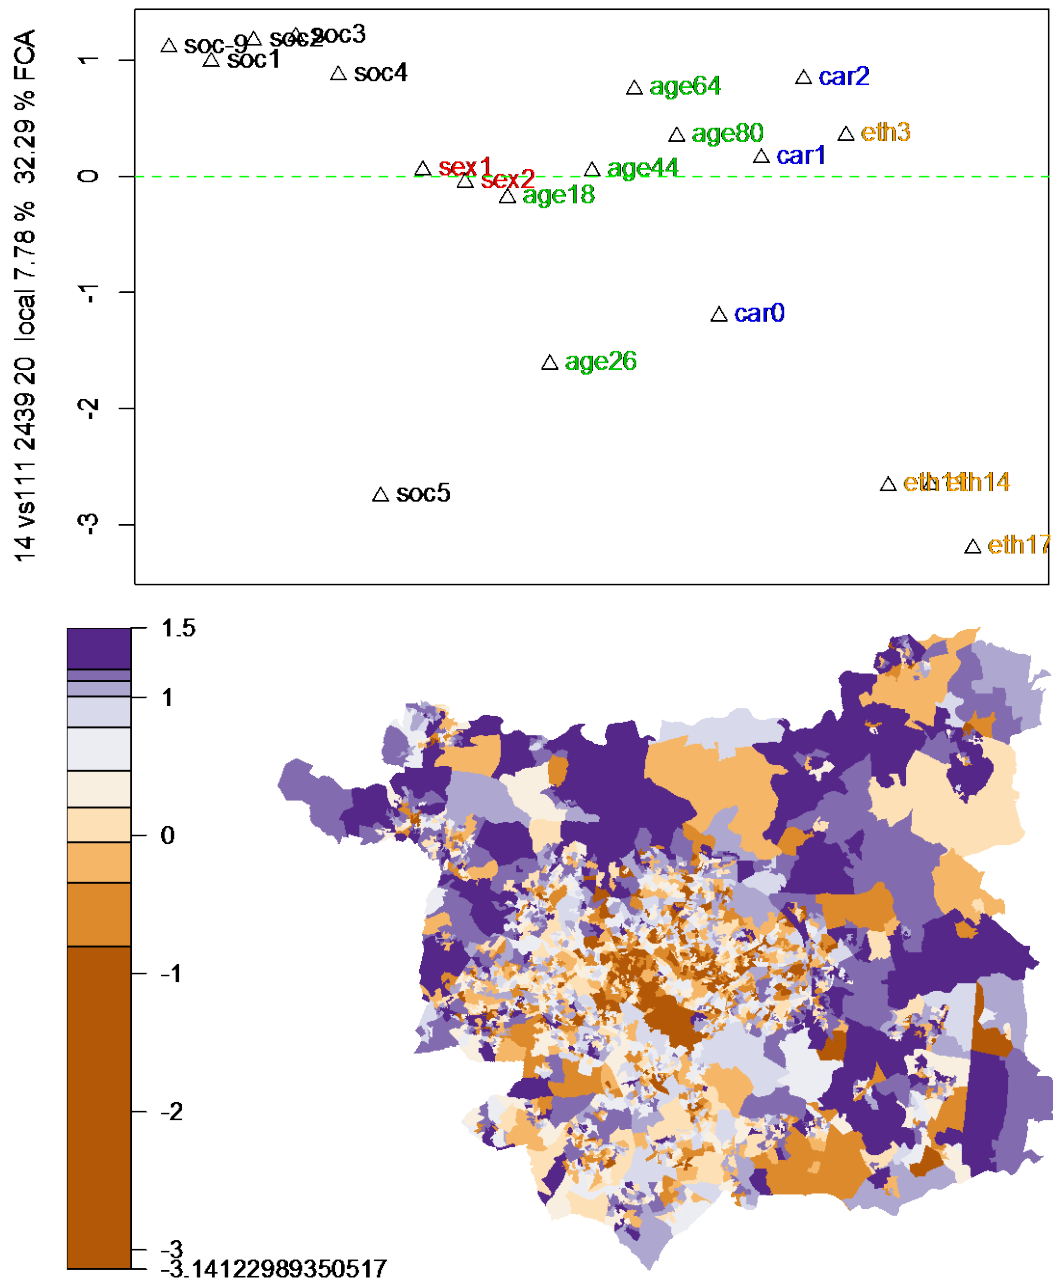 14 vs111 2439 20 local 7.78 % 32.29 % FCA
1
0
-1
-2
-3
soc-9
soc1
soc2
soc3
soc4
soc5
sex1
sex2
age18
age26
age44
age64
age80
car0
car1
car2
eth3
eth11
eth14
eth17
1.5
1
0
-1
-2
-3
-3.14122989350517